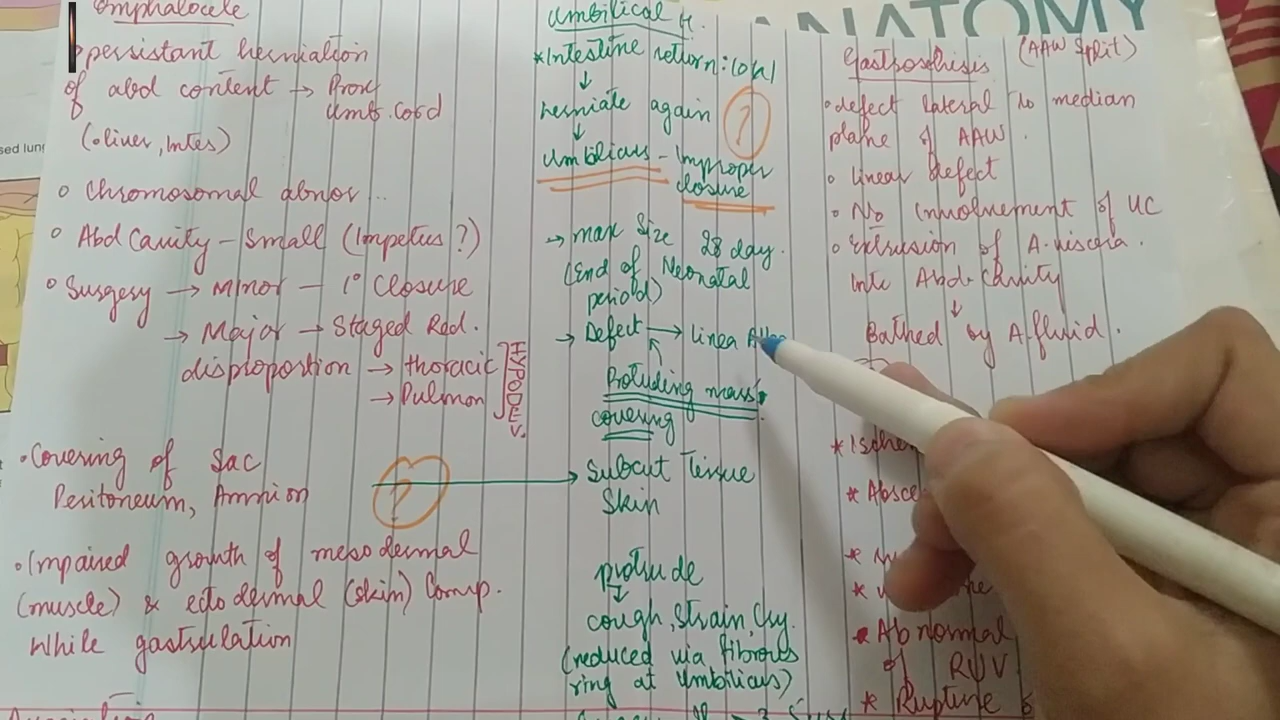 Omphalocele
persistant herniation
of abd content → Prox
Umb. cord
(oliver, Intes)
Chromosomal abnor...
Abd Cavity - Small (Impetus ?)
Surgery → Minor - 1° Closure
→ Major → Staged Red.
disproportion → thoracic
→ Pulmon
HYPODEV.
Covering of Sac
Peritoneum, Amnion
?
Impaired growth of mesodermal
(muscle) & ectodermal (skin) Comp.
While gastrulation
Umbilical H.
*Intestine return: 10th
↓
herniate again
↓
?
Umbilicus - Improper
closure
→ max Size 28 day.
(End of Neonatal
period)
→ Defect → Linea
Protuding mass
covering
Subcut Tissue
Skin
protrude
↓
cough, Strain, Cry.
(reduced via fibrous
ring at Umbilicus)
ANATOMY
Gastroschisis (AAW Split)
defect lateral to median
plane of AAW.
linear defect
No Involvement of UC
Extrusion of A. viscera.
into Abd. Cavity
↓
Bathed by A. fluid.
* Abnormal
of RUV
* Rupture
sed lung